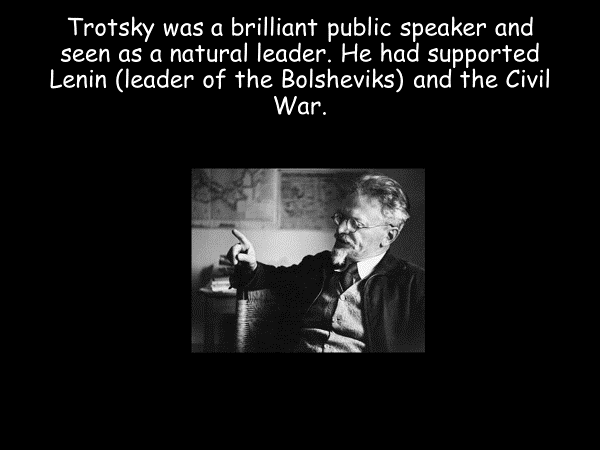 Trotsky was a brilliant public speaker and
seen as a natural leader. He had supported
Lenin (leader of the Bolsheviks) and the Civil
War.